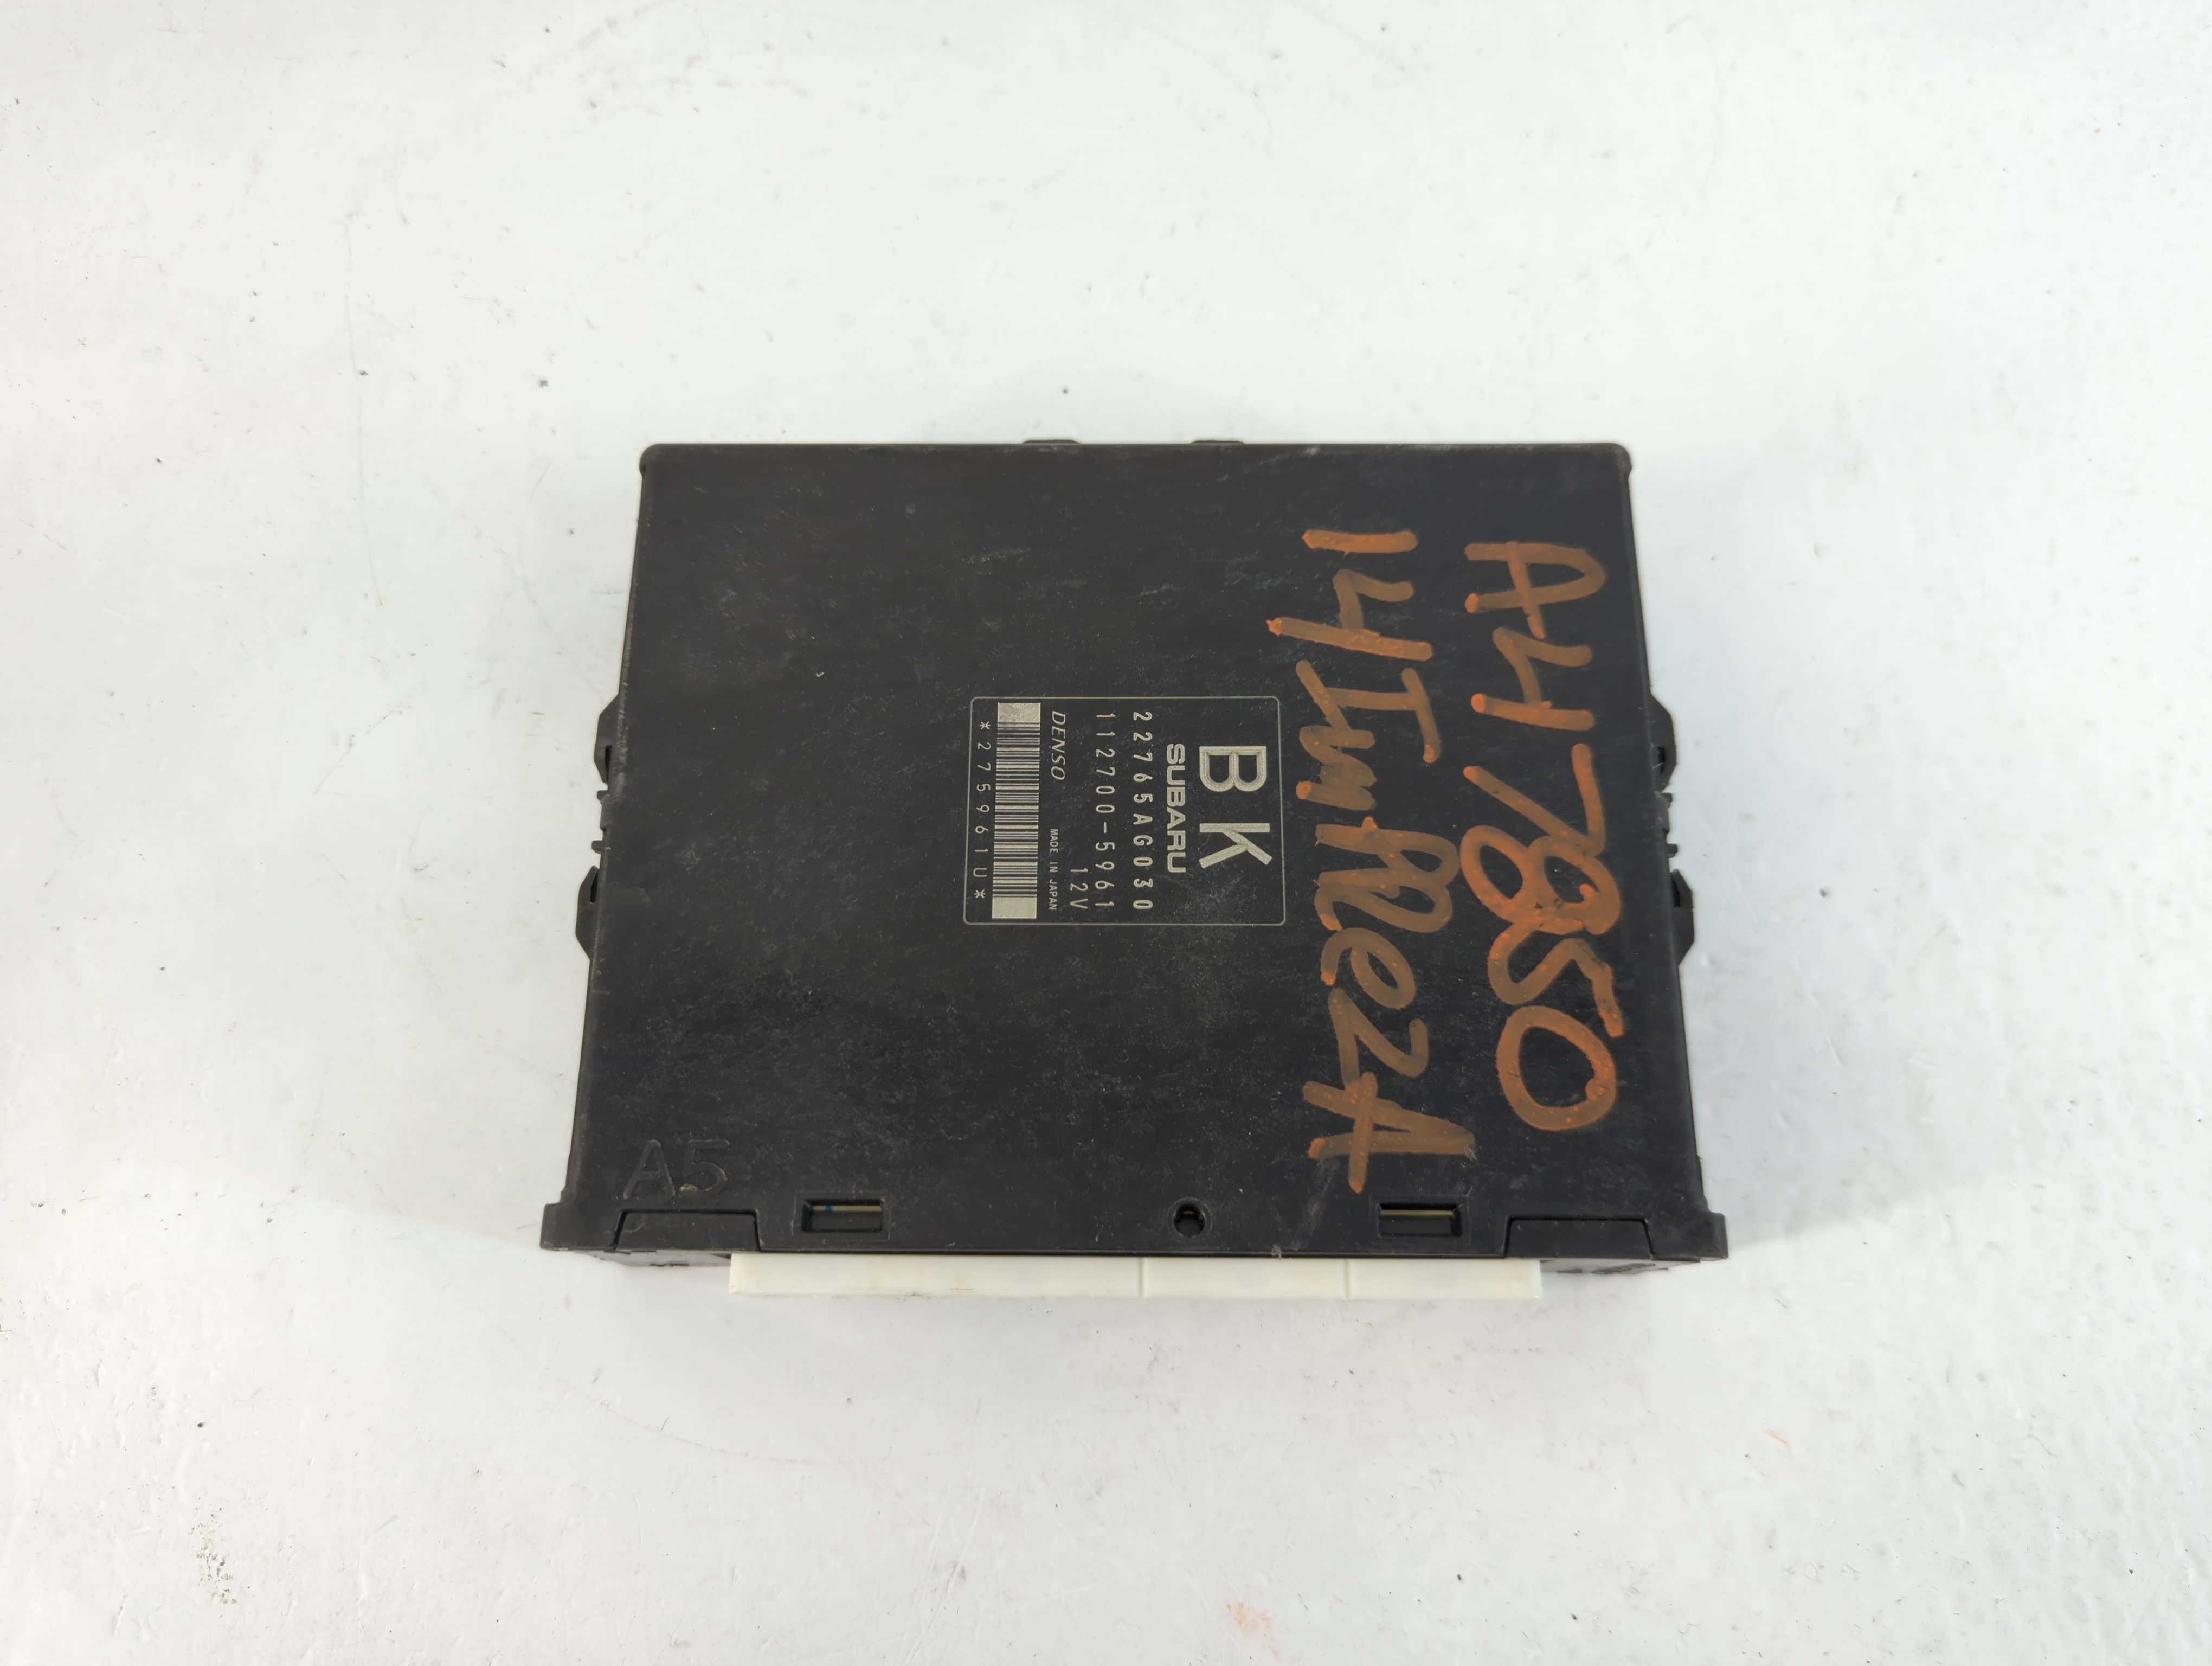 A47850
14ImReZA
BK
SUBARU
22765AG030
112700-5961
12V
DENSO MADE IN JAPAN
*275961U*
A5